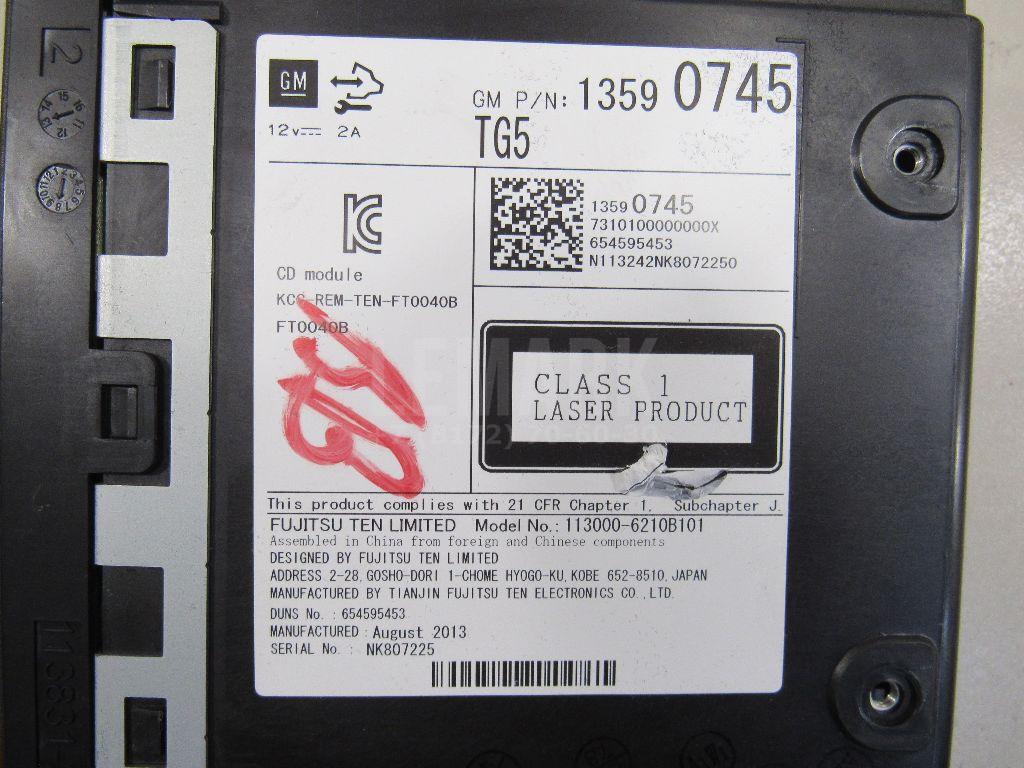 2
GM
GM P/N: 1359 0745
12v 2A
TG5
1359 0745
7310100000000X
654595453
N113242NK8072250
CD module
KCC-REM-TEN-FT0040B
FT0040B
CLASS 1
LASER PRODUCT
This product complies with 21 CFR Chapter 1, Subchapter J.
FUJITSU TEN LIMITED Model No.: 113000-6210B101
Assembled in China from foreign and Chinese components
DESIGNED BY FUJITSU TEN LIMITED
ADDRESS 2-28,GOSHO-DORI 1-CHOME HYOGO-KU,KOBE 652-8510,JAPAN
MANUFACTURED BY TIANJIN FUJITSU TEN ELECTRONICS CO.,LTD.
DUNS No. : 654595453
MANUFACTURED : August 2013
SERIAL No. : NK807225